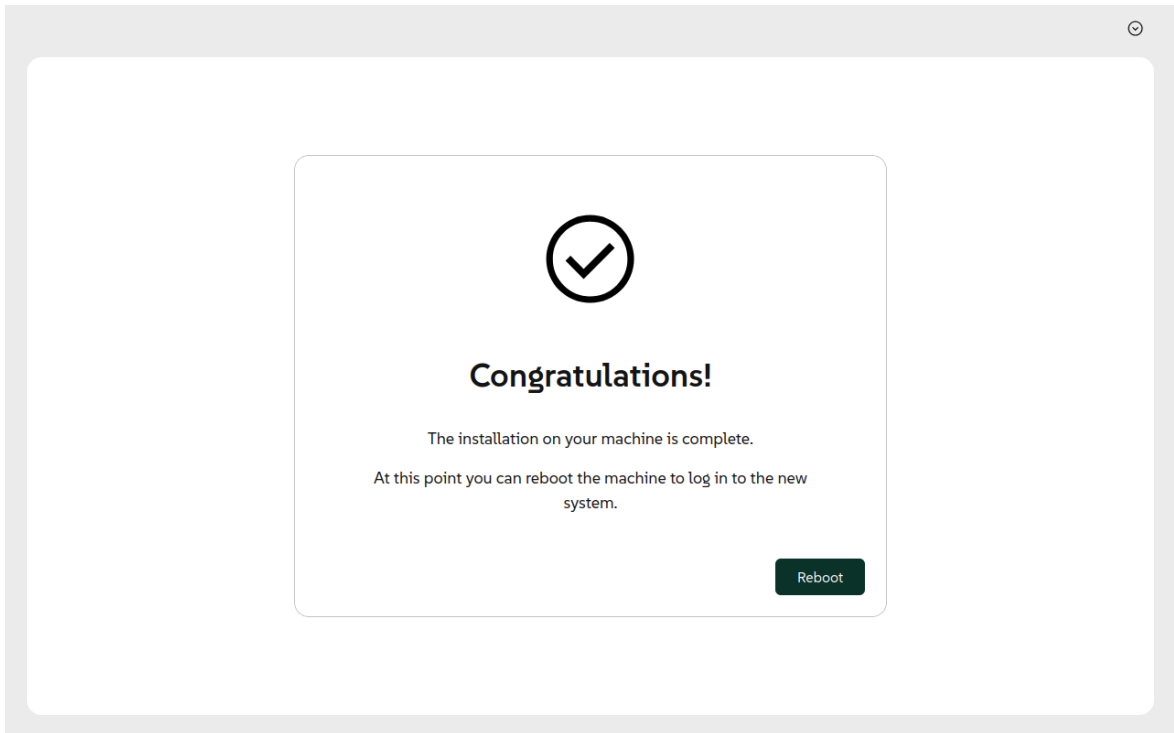 Congratulations!
The installation on your machine is complete.
At this point you can reboot the machine to log in to the new
system.
Reboot